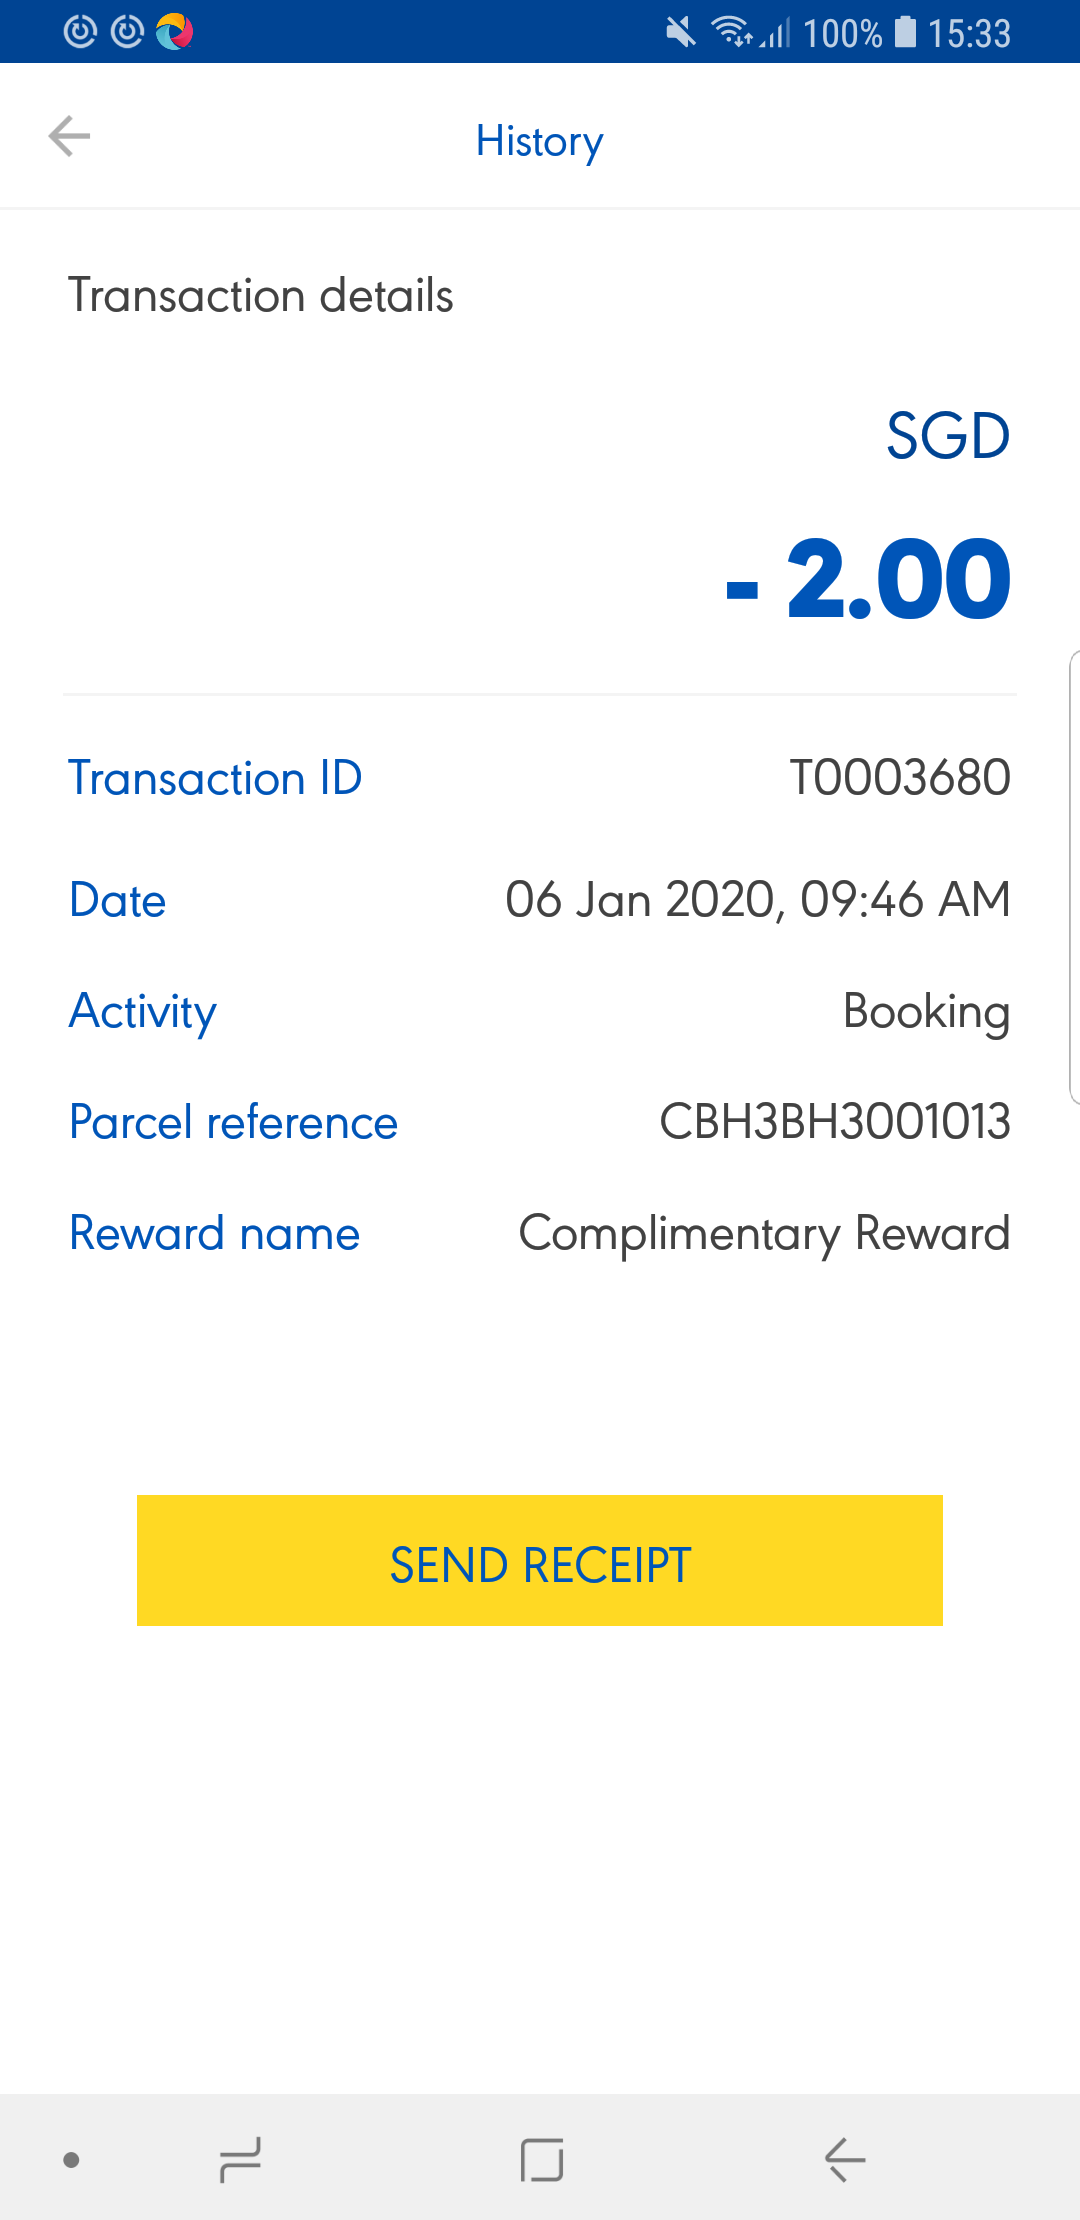 100% 15:33
History
Transaction details
SGD
- 2.00
Transaction ID T0003680
Date 06 Jan 2020, 09:46 AM
Activity Booking
Parcel reference CBH3BH3001013
Reward name Complimentary Reward
SEND RECEIPT